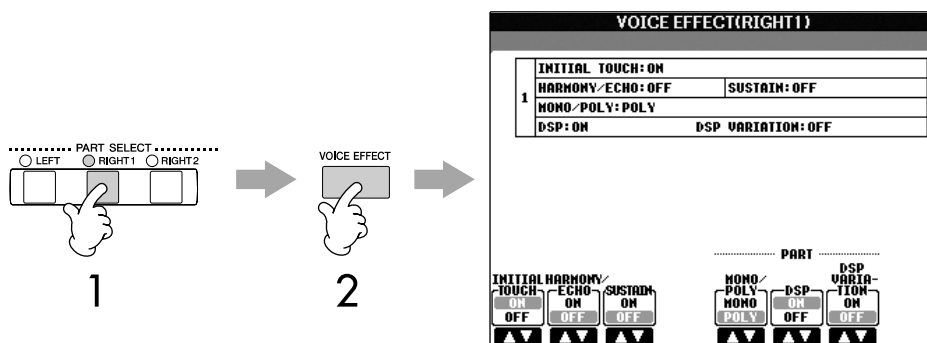 PART SELECT
LEFT RIGHT1 RIGHT2
1
VOICE EFFECT
2
VOICE EFFECT(RIGHT1)
1
INITIAL TOUCH:ON
HARMONY/ECHO:OFF SUSTAIN:OFF
MONO/POLY:POLY
DSP:ON DSP VARIATION:OFF
PART
INITIAL TOUCH
ON
OFF
HARMONY/ECHO
ON
OFF
SUSTAIN
ON
OFF
MONO/POLY
MONO
POLY
DSP
ON
OFF
DSP VARIA-
TION
ON
OFF